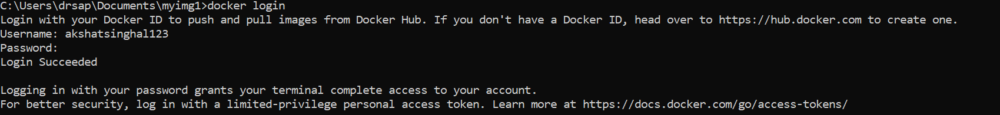 C:\Users\drsap\Documents\myimg1>docker login
Login with your Docker ID to push and pull images from Docker Hub. If you don't have a Docker ID, head over to https://hub.docker.com to create one.
Username: akshatsinghal123
Password:
Login Succeeded
Logging in with your password grants your terminal complete access to your account.
For better security, log in with a limited-privilege personal access token. Learn more at https://docs.docker.com/go/access-tokens/